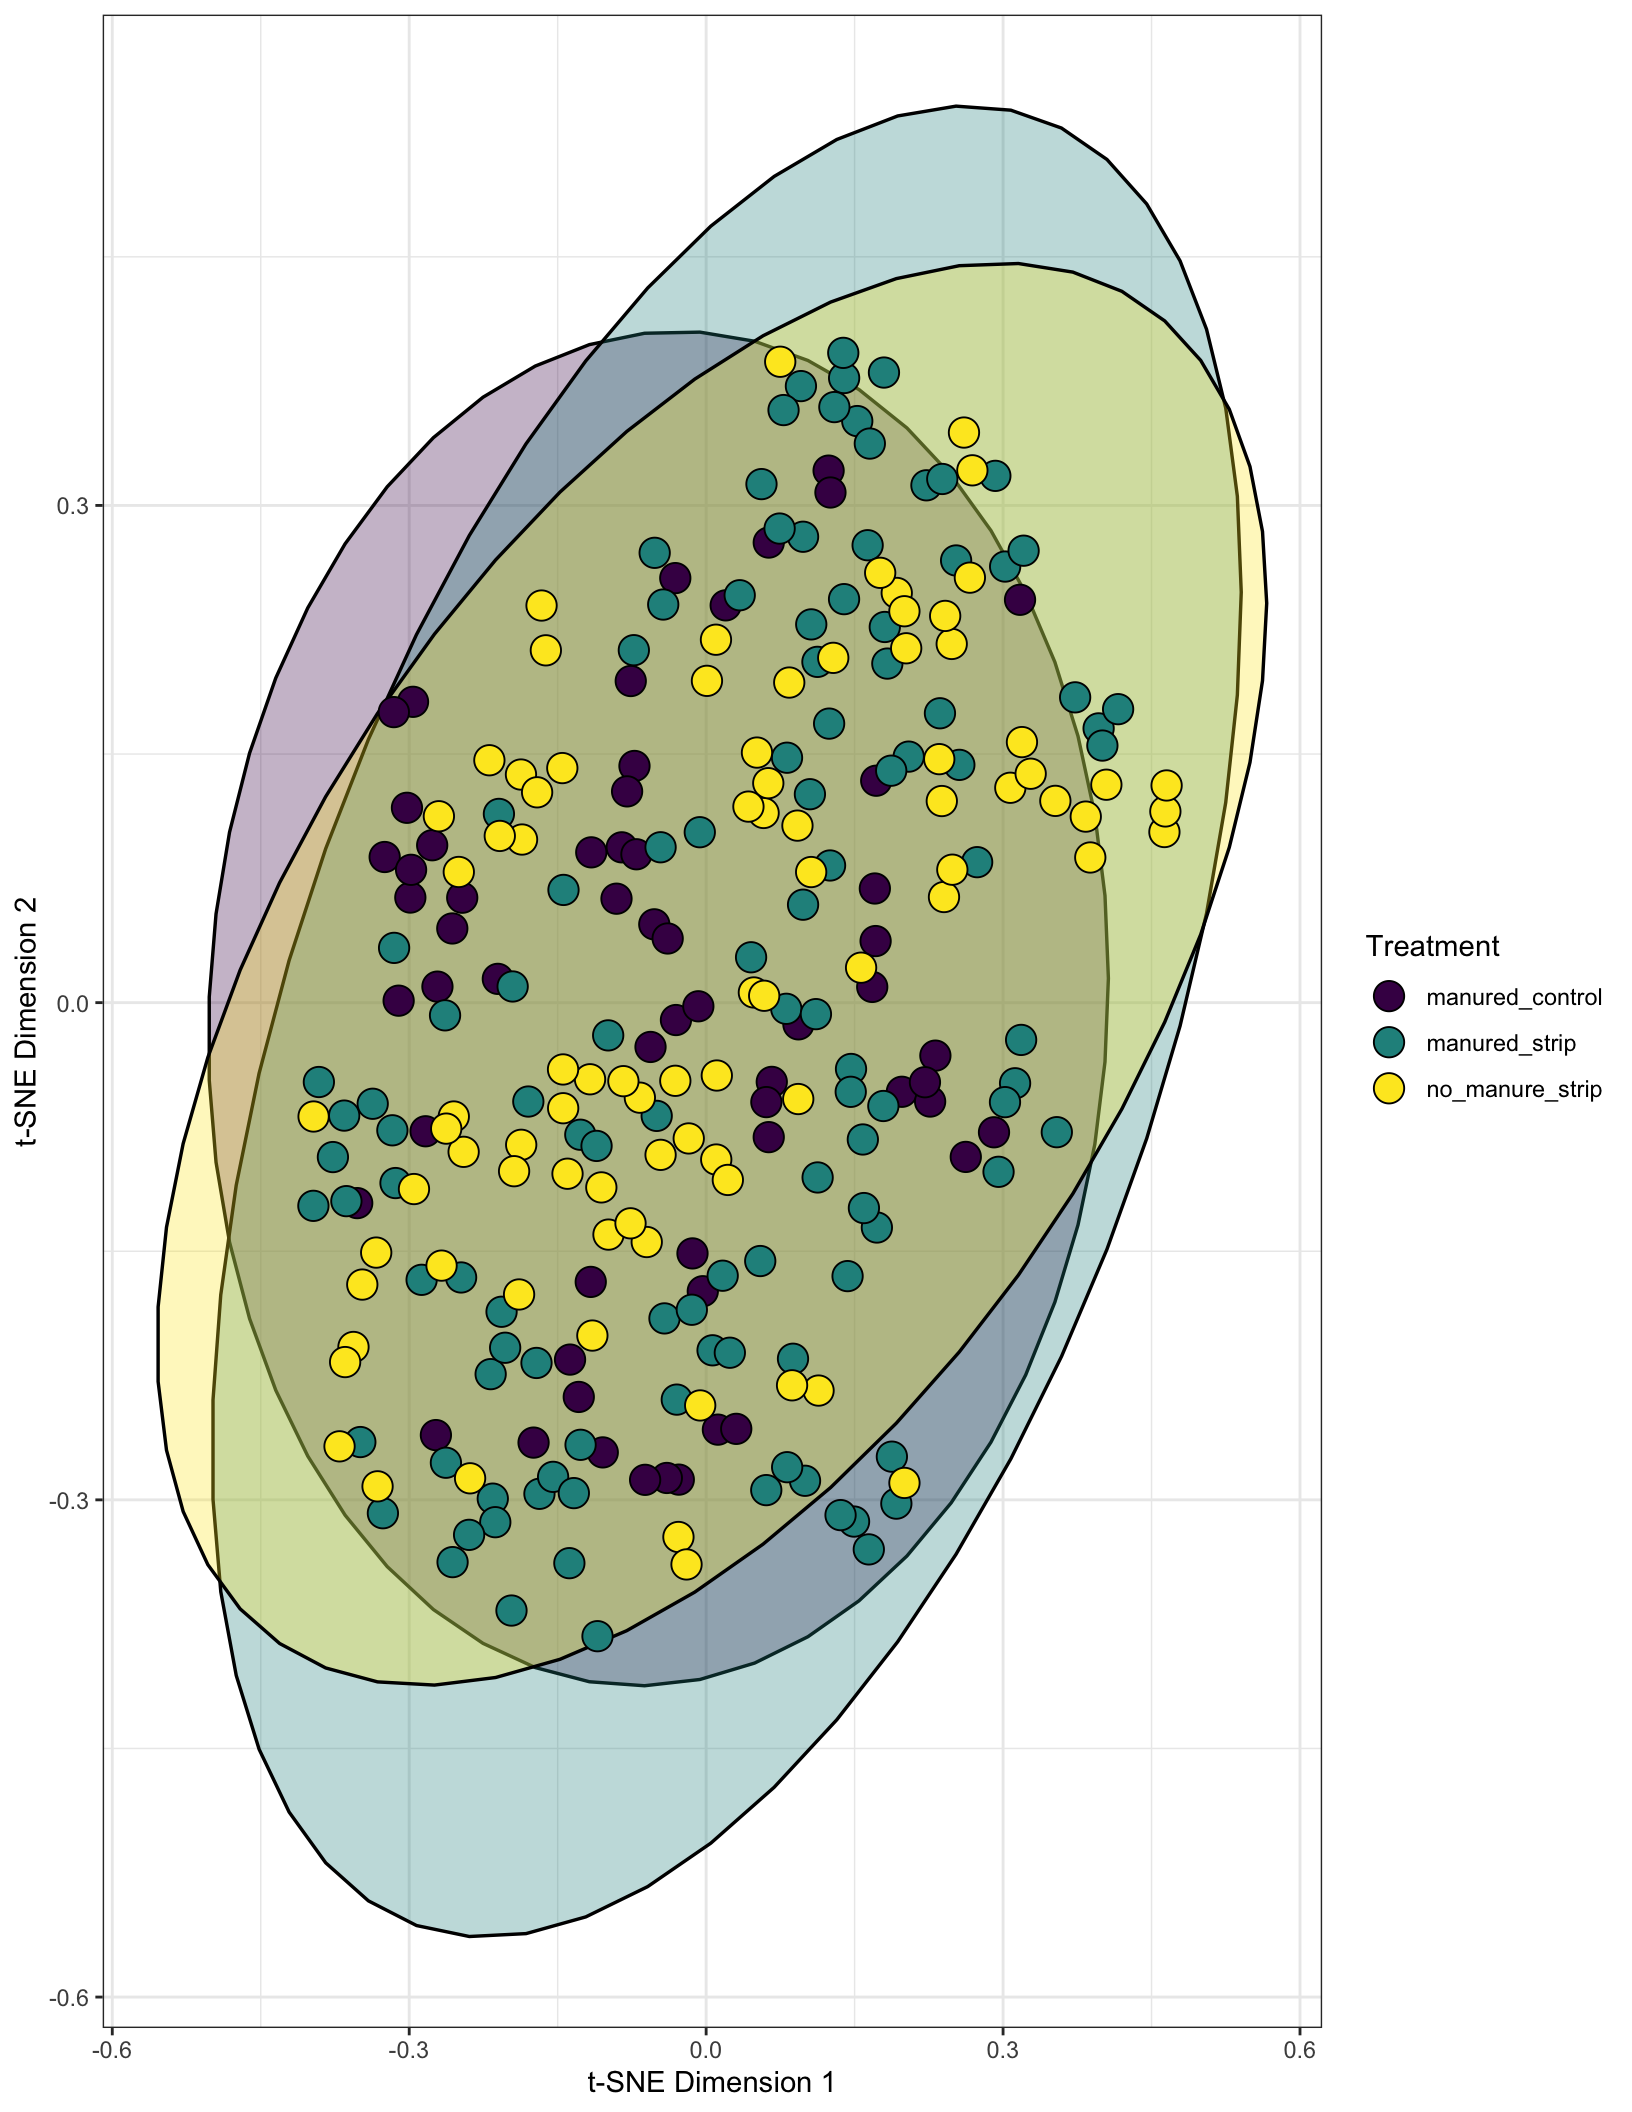 t-SNE Dimension 2
0.3
0.0
-0.3
-0.6
-0.6
-0.3
0.0
0.3
0.6
t-SNE Dimension 1
Treatment
manured_control
manured_strip
no_manure_strip